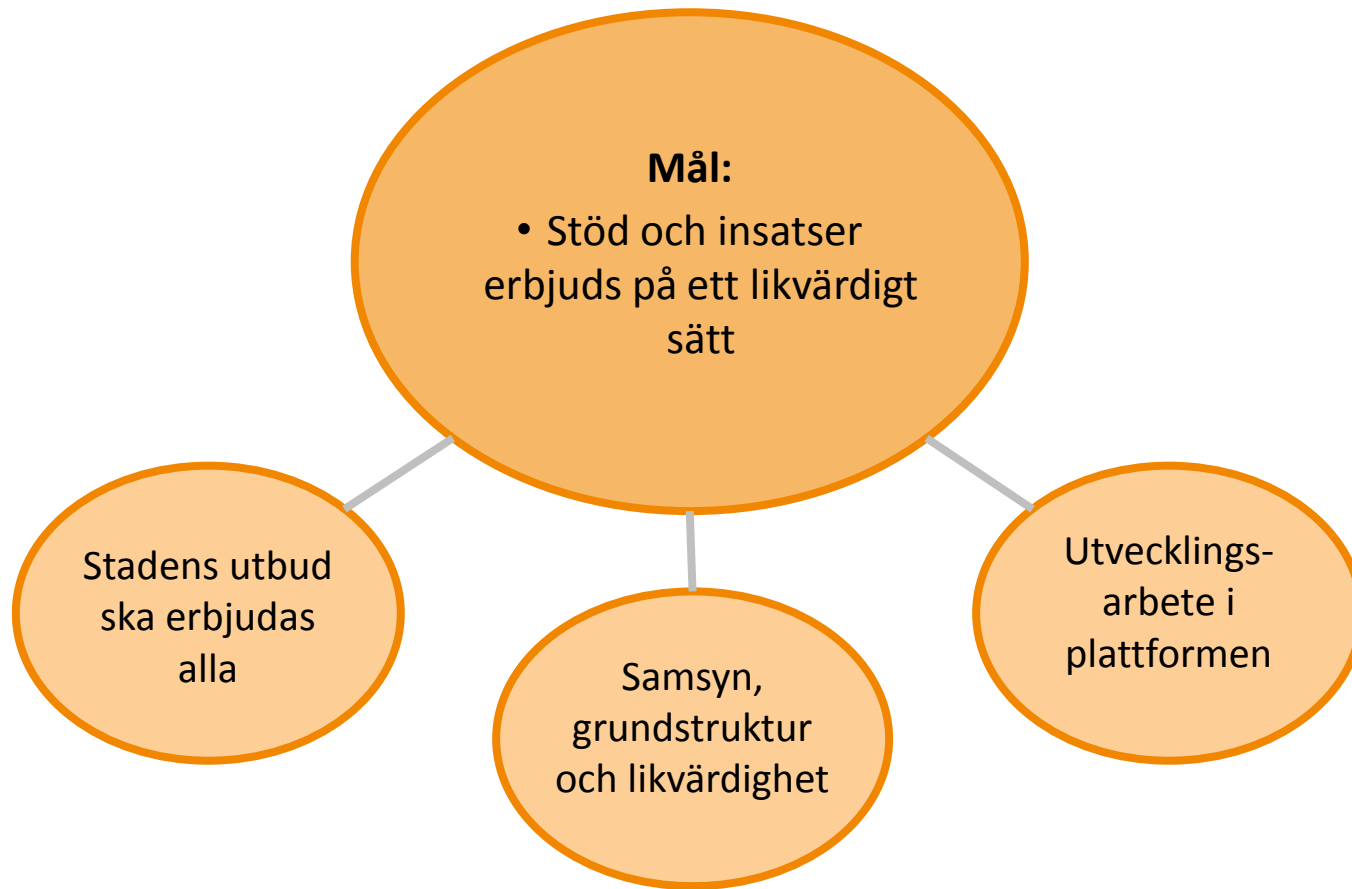 Mål:
• Stöd och insatser
erbjuds på ett likvärdigt
sätt
Stadens utbud
ska erbjudas
alla
Samsyn,
grundstruktur
och likvärdighet
Utvecklings-
arbete i
plattformen